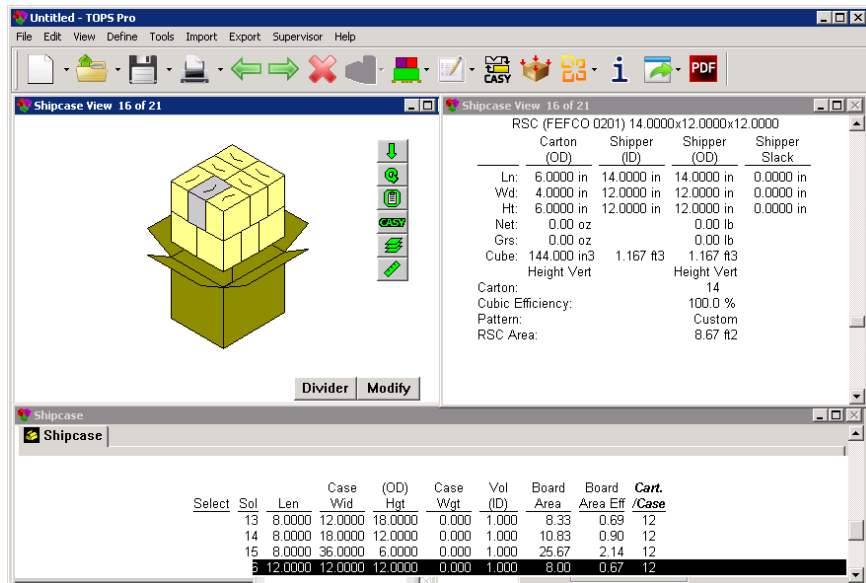 Untitled - TOPS Pro
File Edit View Define Tools Import Export Supervisor Help
CASY PDF
Shipcase View 16 of 21
Shipcase View 16 of 21
RSC (FEFCO 0201) 14.0000x12.0000x12.0000
Carton Shipper Shipper Shipper
(OD) (ID) (OD) Slack
Ln: 6.0000 in 14.0000 in 14.0000 in 0.0000 in
Wd: 4.0000 in 12.0000 in 12.0000 in 0.0000 in
Ht: 6.0000 in 12.0000 in 12.0000 in 0.0000 in
Net: 0.00 oz 0.00 lb
Grs: 0.00 oz 0.00 lb
Cube: 144.000 in3 1.167 ft3 1.167 ft3
Height Vert Height Vert
Carton: 14
Cubic Efficiency: 100.0 %
Pattern: Custom
RSC Area: 8.67 ft2
CASY
Divider Modify
Shipcase
Shipcase
Case (OD) Case Vol Board Board Cart.
Select Sol Len Wid Hgt Wgt (ID) Area Area Eff /Case
13 8.0000 12.0000 18.0000 0.000 1.000 8.33 0.69 12
14 8.0000 18.0000 12.0000 0.000 1.000 10.83 0.90 12
15 8.0000 36.0000 6.0000 0.000 1.000 25.67 2.14 12
6 12.0000 12.0000 12.0000 0.000 1.000 8.00 0.67 12